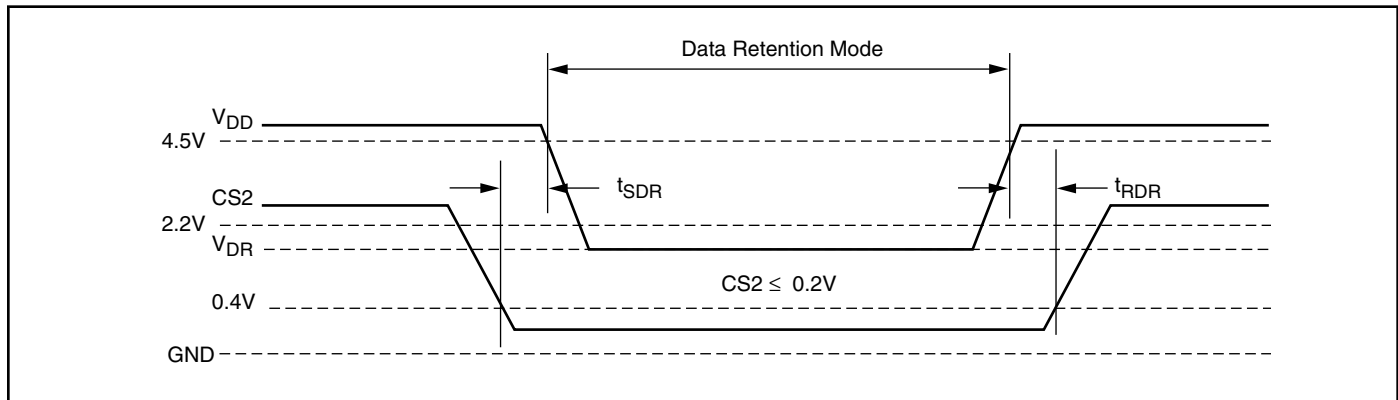 Data Retention Mode
VDD
4.5V
tSDR
tRDR
CS2
2.2V
VDR
CS2 ≤ 0.2V
0.4V
GND